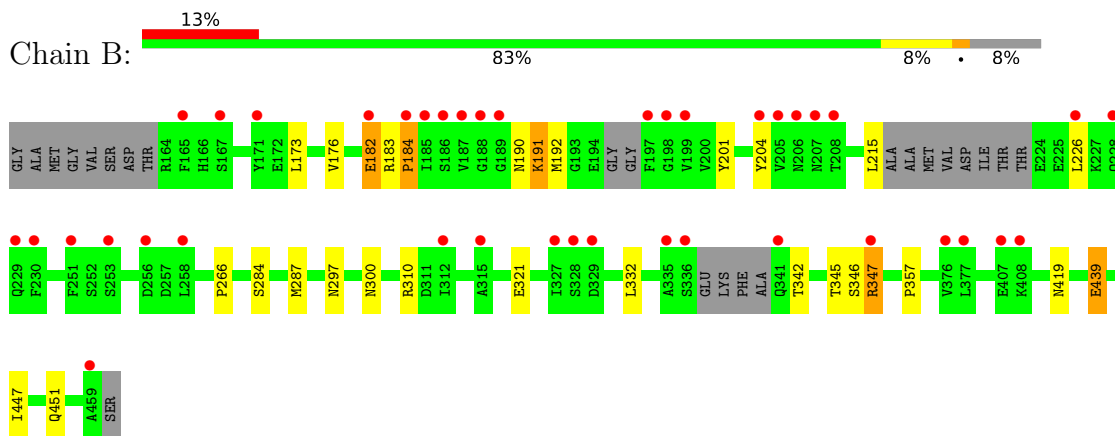 13%
Chain B:
83% 8% • 8%
GLY ALA MET GLY VAL SER ASP THR R164 F165 H166 S167 Y171 E172 L173 V176 E182 R183 P184 I185 S186 V187 G188 G189 N190 K191 M192 G193 E194 GLY GLY F197 G198 V199 V200 Y201 Y204 V205 N206 N207 T208 L215 ALA ALA MET VAL ASP ILE THR THR E224 E225 L226 K227
Q229 F230 F251 S252 S253 D256 D257 L258 P266 S284 M287 N297 N300 R310 D311 I312 A315 E321 I327 S328 D329 L332 A335 S336 GLU LYS PHE ALA Q341 T342 T345 S346 R347 P357 V376 L377 E407 K408 N419 E439
I447 Q451 A459 SER